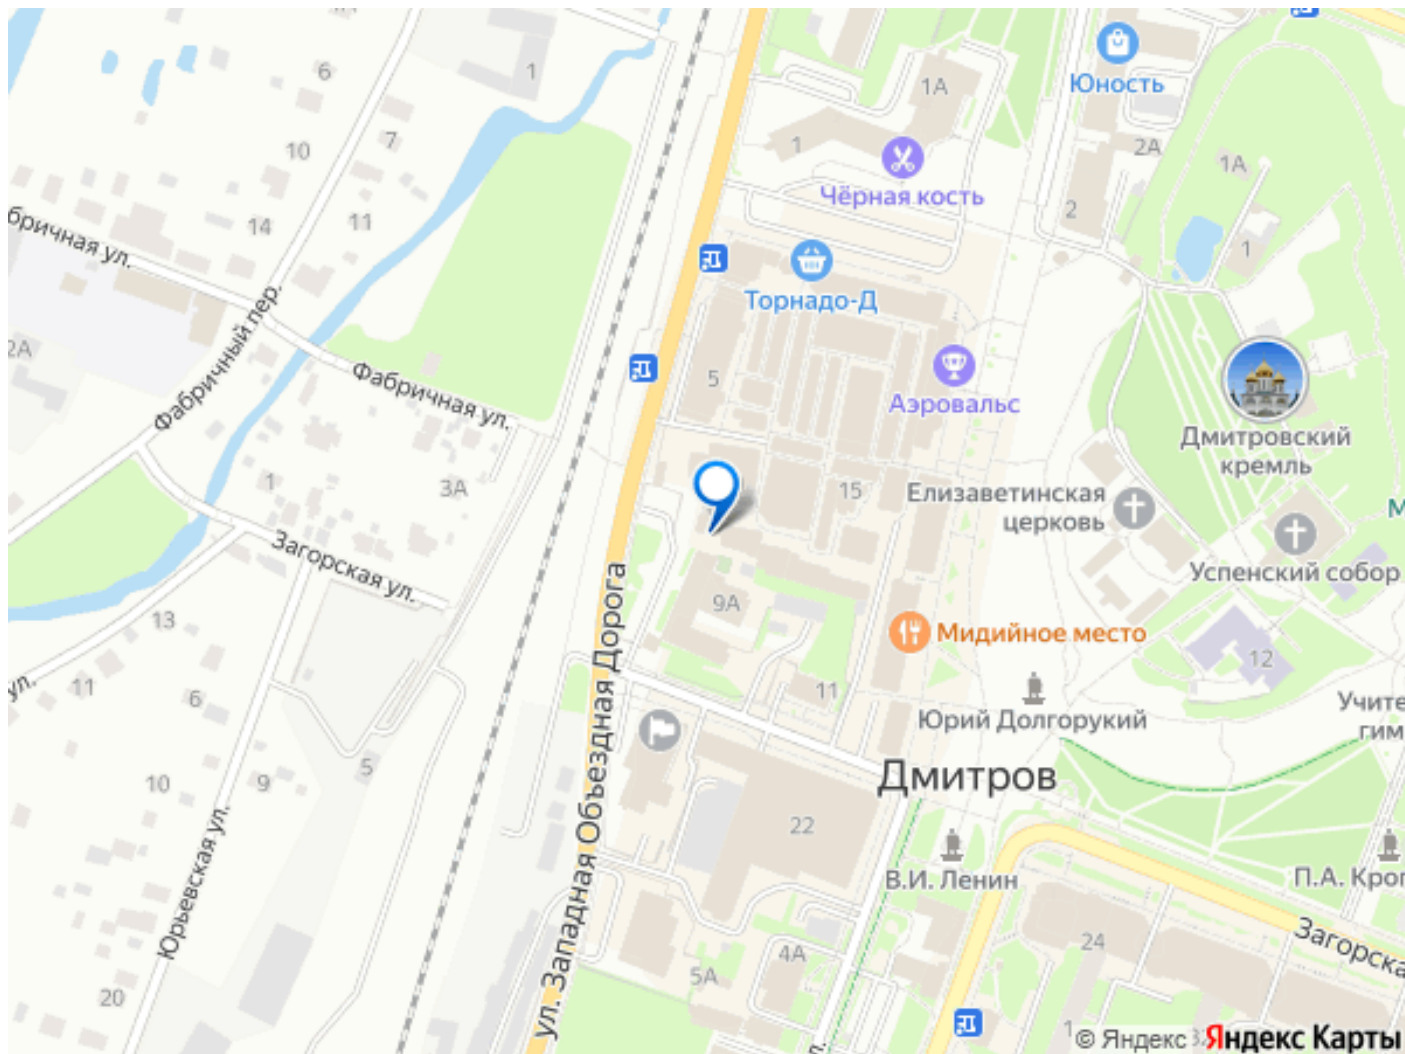 1А
Юность
6
1
7
10
1
Чёрная кость
2А
1А
2
14
11
1
бричная ул.
Торнадо-Д
Фабричный пер.
2А
5
Аэровальс
Фабричная ул.
Дмитровский
кремль
1
3А
15
Елизаветинская
церковь
М
Загорская ул.
Успенский собор
13
9А
Мидийное место
12
ул.
11
6
11
Юрий Долгорукий
Учите
гим
ул. Западная Объездная Дорога
5
10
9
Дмитров
22
Юрьевская ул.
В.И. Ленин
П.А. Кроп
24
Загорска
4А
5А
20
1
© Яндекс
Яндекс Карты